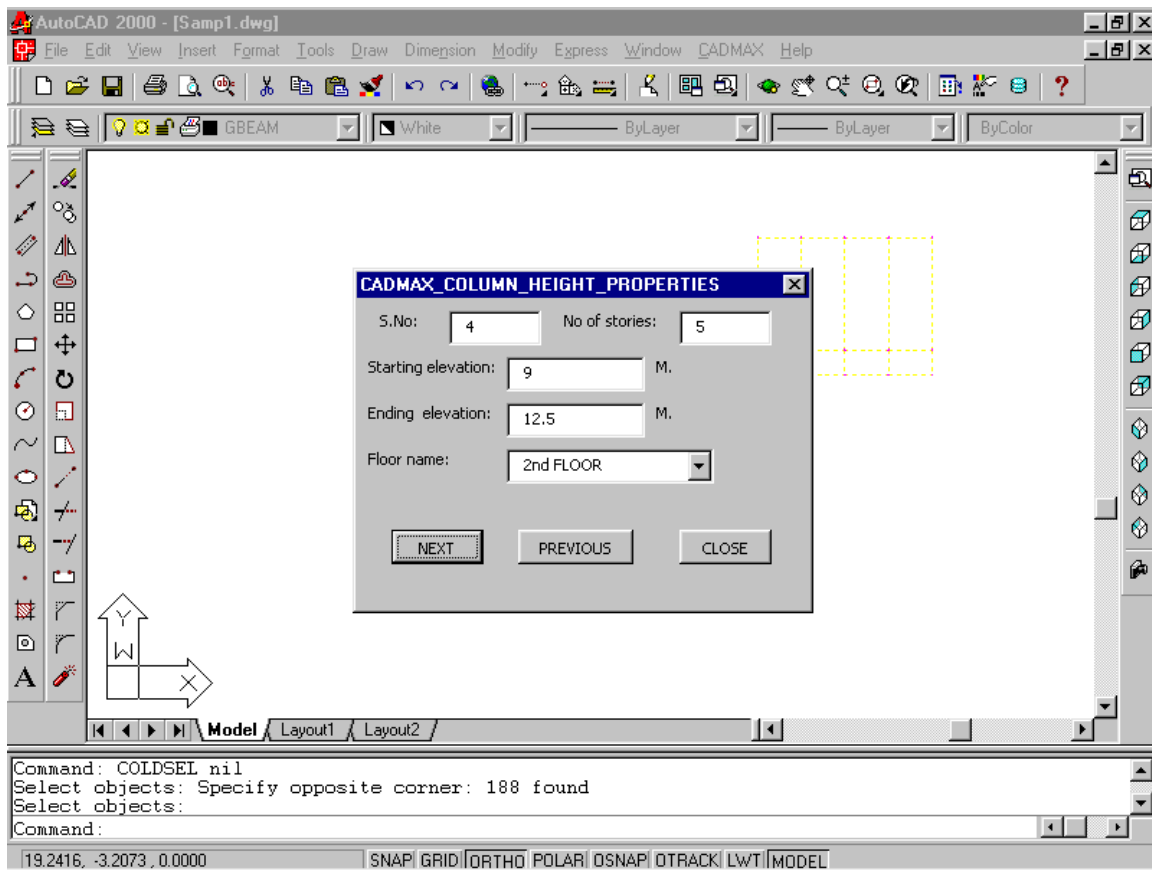 AutoCAD 2000 - [Samp1.dwg]
File Edit View Insert Format Tools Draw Dimension Modify Express Window CADMAX Help
GBEAM White ByLayer ByLayer ByColor
CADMAX_COLUMN_HEIGHT_PROPERTIES
S.No: 4 No of stories: 5
Starting elevation: 9 M.
Ending elevation: 12.5 M.
Floor name: 2nd FLOOR
NEXT PREVIOUS CLOSE
Y
W
X
A
Model Layout1 Layout2
Command: COLDSEL nil
Select objects: Specify opposite corner: 188 found
Select objects:
Command:
19.2416, -3.2073 , 0.0000 SNAP GRID ORTHO POLAR OSNAP OTRACK LWT MODEL